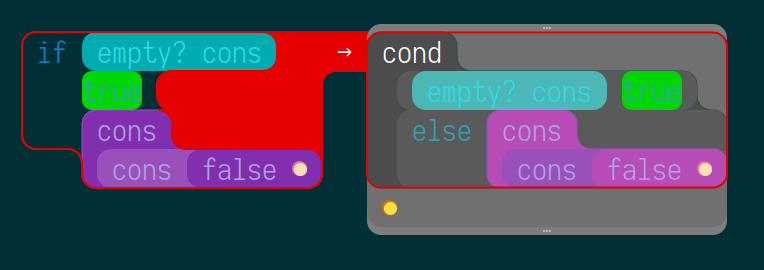 if empty? cons → cond
true empty? cons true
cons else cons
cons false cons false